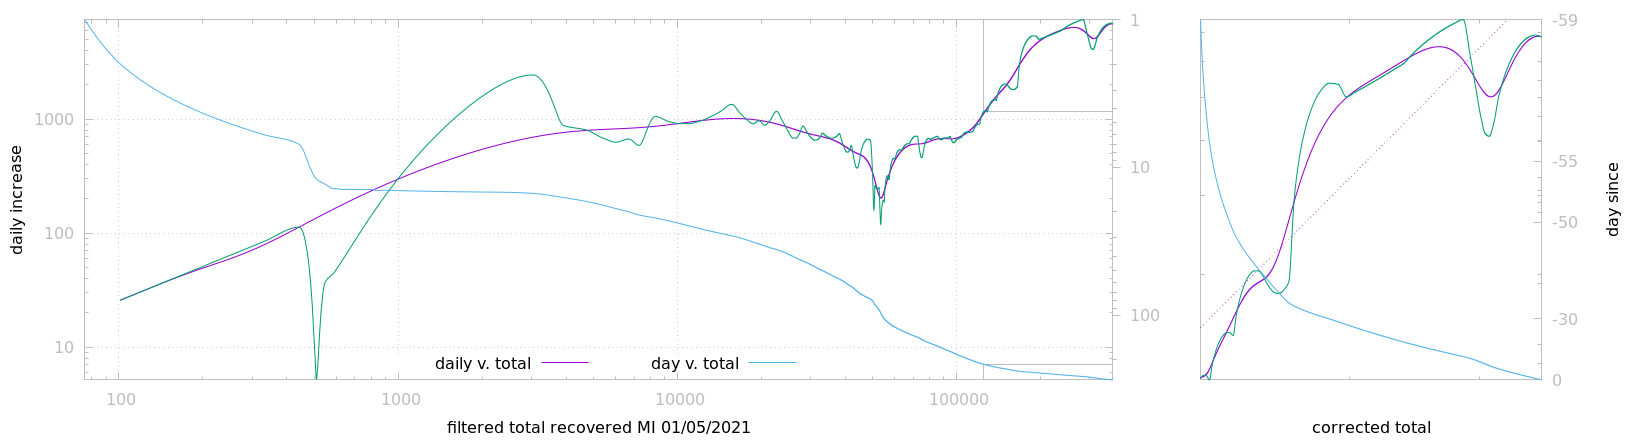 daily increase
1000
100
10
100
1000
10000
100000
1
10
100
daily v. total
day v. total
filtered total recovered MI 01/05/2021
-59
-55
-50
-30
0
day since
corrected total